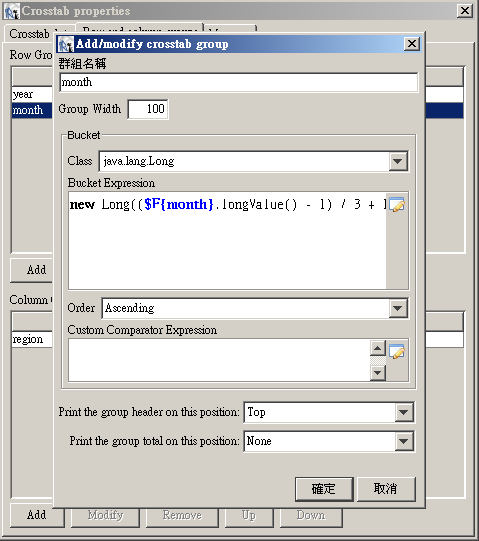 Crosstab properties
Crosstab
Row Gro
year
month
Add
Column
region
Add
Modify
Remove
Up
Down
Add/modify crosstab group
群組名稱
month
Group Width 100
Bucket
Class java.lang.Long
Bucket Expression
new Long(($F{month}.longValue() - 1) / 3 + 1
Order Ascending
Custom Comparator Expression
Print the group header on this position: Top
Print the group total on this position: None
確定 取消